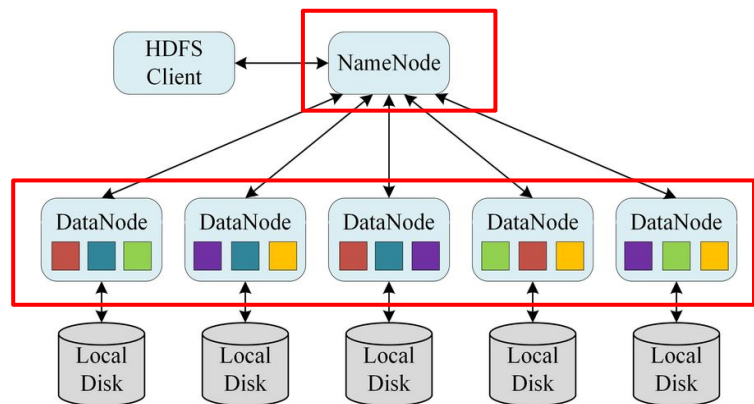 HDFS
Client
NameNode
DataNode
DataNode
DataNode
DataNode
DataNode
Local
Disk
Local
Disk
Local
Disk
Local
Disk
Local
Disk